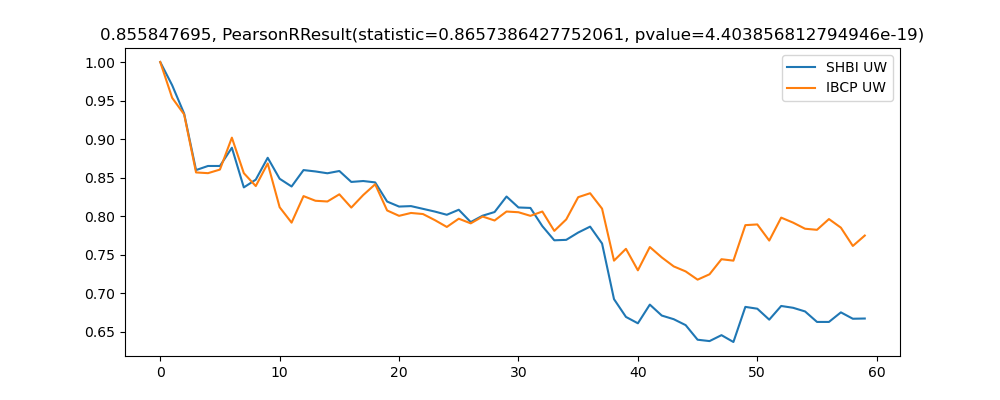 0.855847695, PearsonRResult(statistic=0.8657386427752061, pvalue=4.403856812794946e-19)
SHBI UW
IBCP UW
1.00
0.95
0.90
0.85
0.80
0.75
0.70
0.65
0 10 20 30 40 50 60